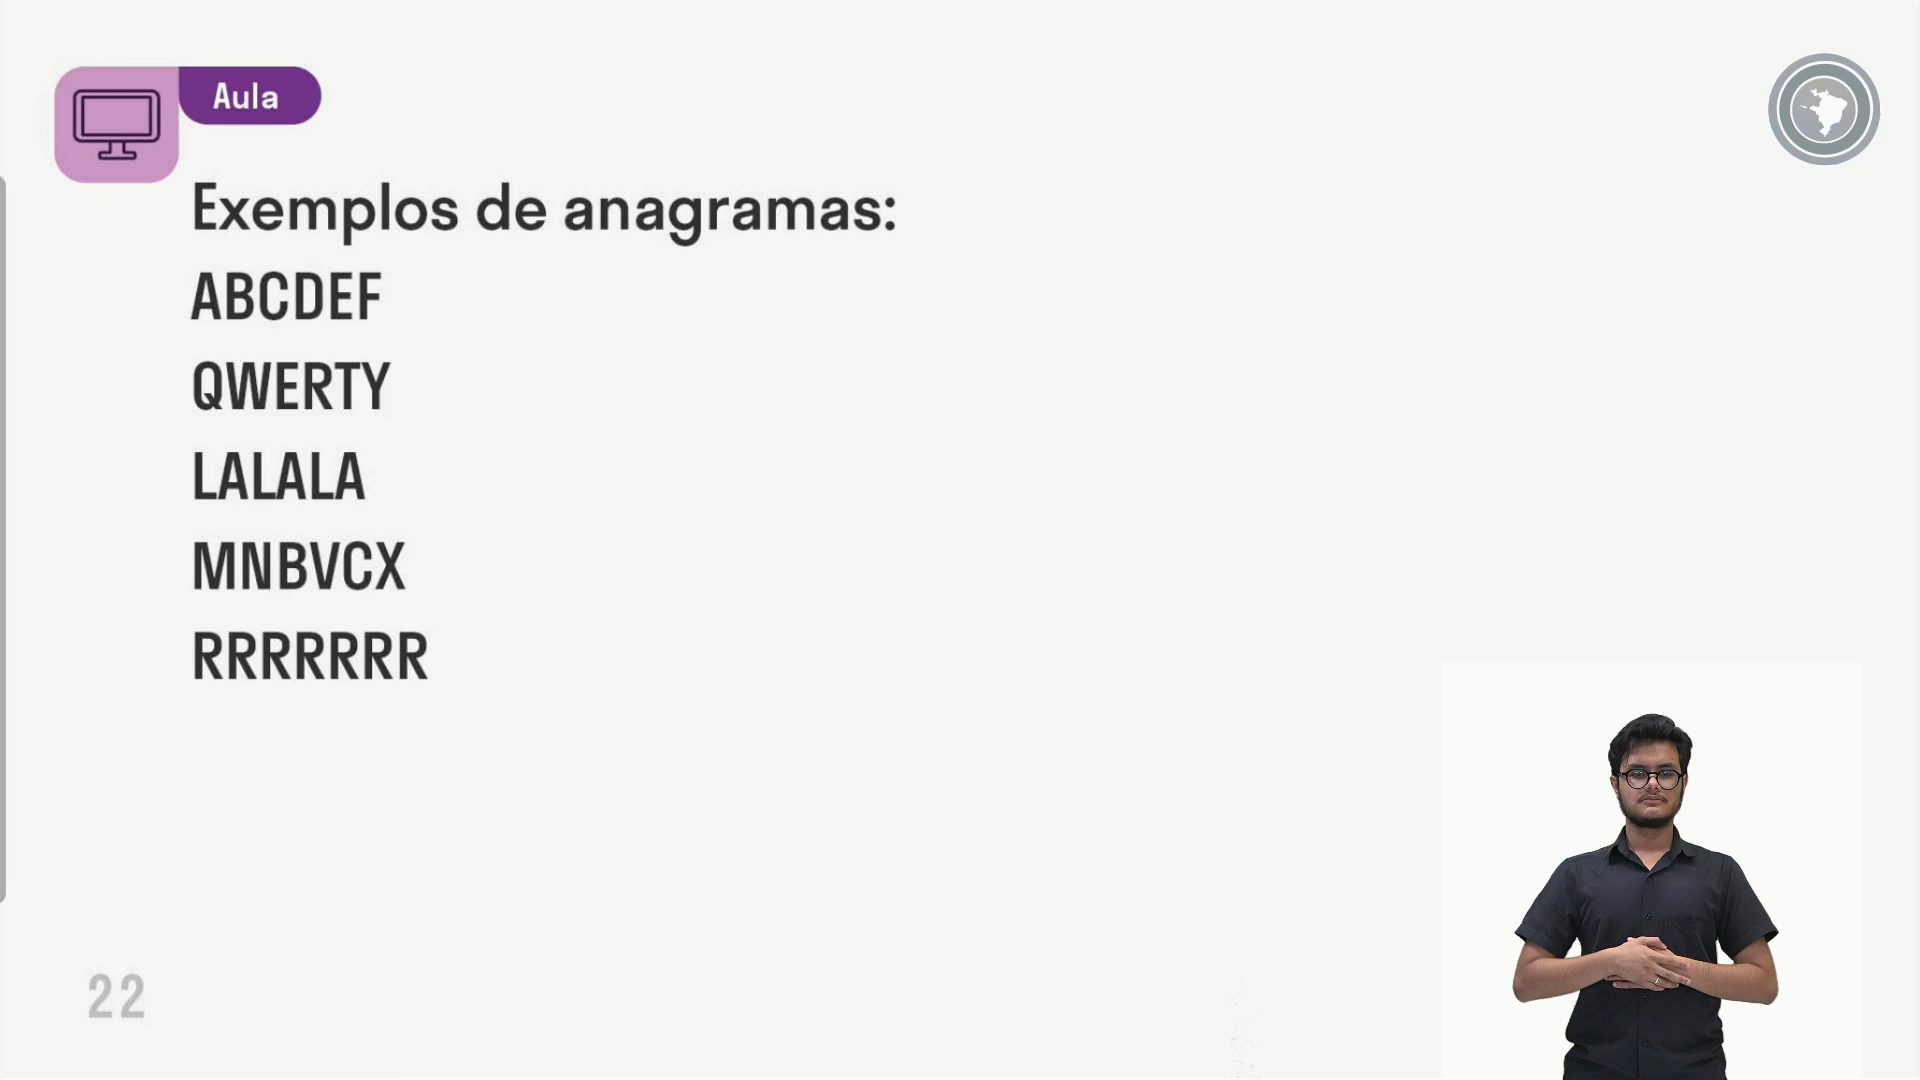 Aula
Exemplos de anagramas:
ABCDEF
QWERTY
LALALA
MNBVCX
RRRRRRR
22